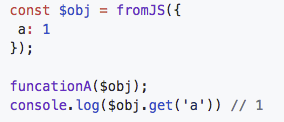 const $obj = fromJS({
 a: 1
});

funcationA($obj);
console.log($obj.get('a')) // 1